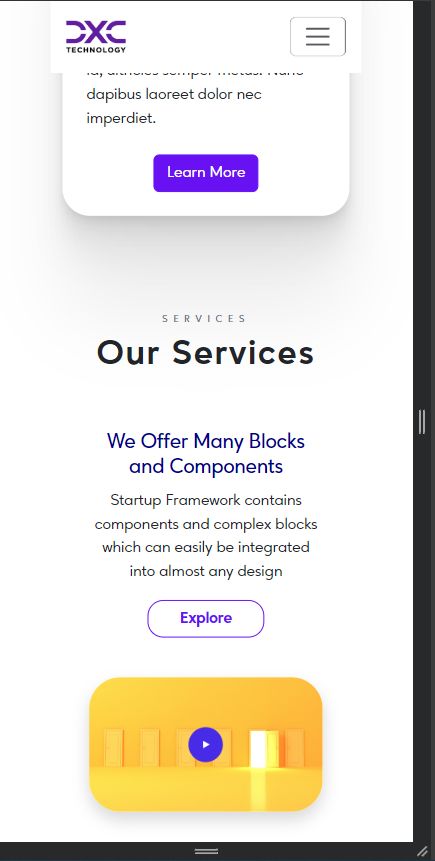 DXC
TECHNOLOGY
dapibus laoreet dolor nec
imperdiet.
Learn More
SERVICES
Our Services
We Offer Many Blocks
and Components
Startup Framework contains
components and complex blocks
which can easily be integrated
into almost any design
Explore